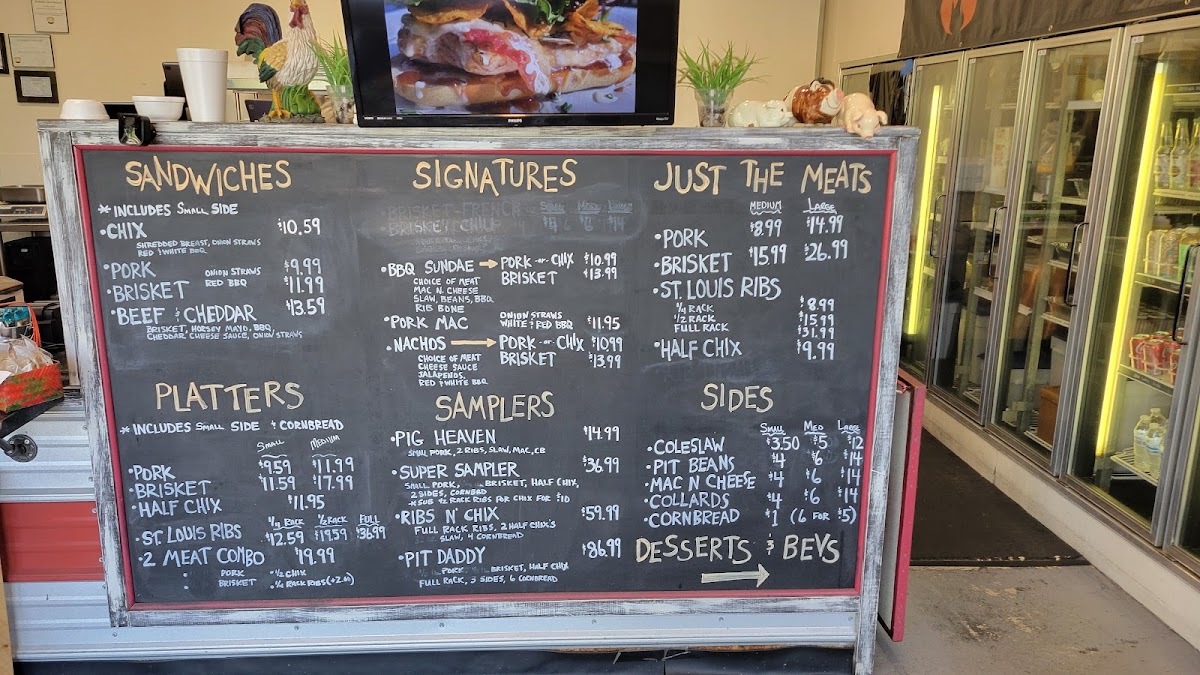 PHILIPS
SANDWICHES
* INCLUDES SMALL SIDE
• CHIX $10.59
SHREDDED BREAST, ONION STRAWS
RED & WHITE BBQ
• PORK ONION STRAWS $9.99
• BRISKET RED BBQ $11.99
• BEEF & CHEDDAR $13.59
BRISKET, HORSEY MAYO, BBQ,
CHEDDAR CHEESE SAUCE, ONION STRAWS
PLATTERS
* INCLUDES SMALL SIDE & CORNBREAD
SMALL MEDIUM
• PORK $9.59 $11.99
• BRISKET $11.59 $17.99
• HALF CHIX $11.95
¼ RACK ½ RACK FULL
• ST. LOUIS RIBS $12.59 $19.59 $36.99
• 2 MEAT COMBO $19.99
• PORK • ½ CHIX
• BRISKET • ¼ RACK RIBS
SIGNATURES
BRISKET FRENCH
BRISKET CHILI $4 $6 $14
• BBQ SUNDAE → PORK -or- CHIX $10.99
BRISKET $13.99
CHOICE OF MEAT
MAC N CHEESE
SLAW, BEANS, BBQ
RIB BONE
• PORK MAC ONION STRAWS
WHITE & RED BBQ $11.95
• NACHOS → PORK -or- CHIX $10.99
BRISKET $13.99
CHOICE OF MEAT
CHEESE SAUCE
JALAPENOS
RED & WHITE BBQ
SAMPLERS
• PIG HEAVEN $14.99
SMALL PORK, 2 RIBS, SLAW, MAC, CB
• SUPER SAMPLER $36.99
SMALL PORK, BRISKET, HALF CHIX,
2 SIDES, CORNBREAD
* SUB ½ RACK RIBS FOR CHIX FOR $10
• RIBS N' CHIX $59.99
FULL RACK RIBS, 2 HALF CHIX'S
SLAW, 4 CORNBREAD
• PIT DADDY $86.99
PORK, BRISKET, HALF CHIX
FULL RACK, 3 SIDES, 6 CORNBREAD
JUST THE MEATS
MEDIUM LARGE
• PORK $8.99 $14.99
• BRISKET $15.99 $26.99
• ST. LOUIS RIBS
¼ RACK $8.99
½ RACK $15.99
FULL RACK $31.99
• HALF CHIX $9.99
SIDES
SMALL MED LARGE
• COLESLAW $3.50 $5 $12
• PIT BEANS $4 $6 $14
• MAC N CHEESE $4 $6 $14
• COLLARDS $4 $6 $14
• CORNBREAD $1 (6 FOR $5)
DESSERTS & BEVS
→